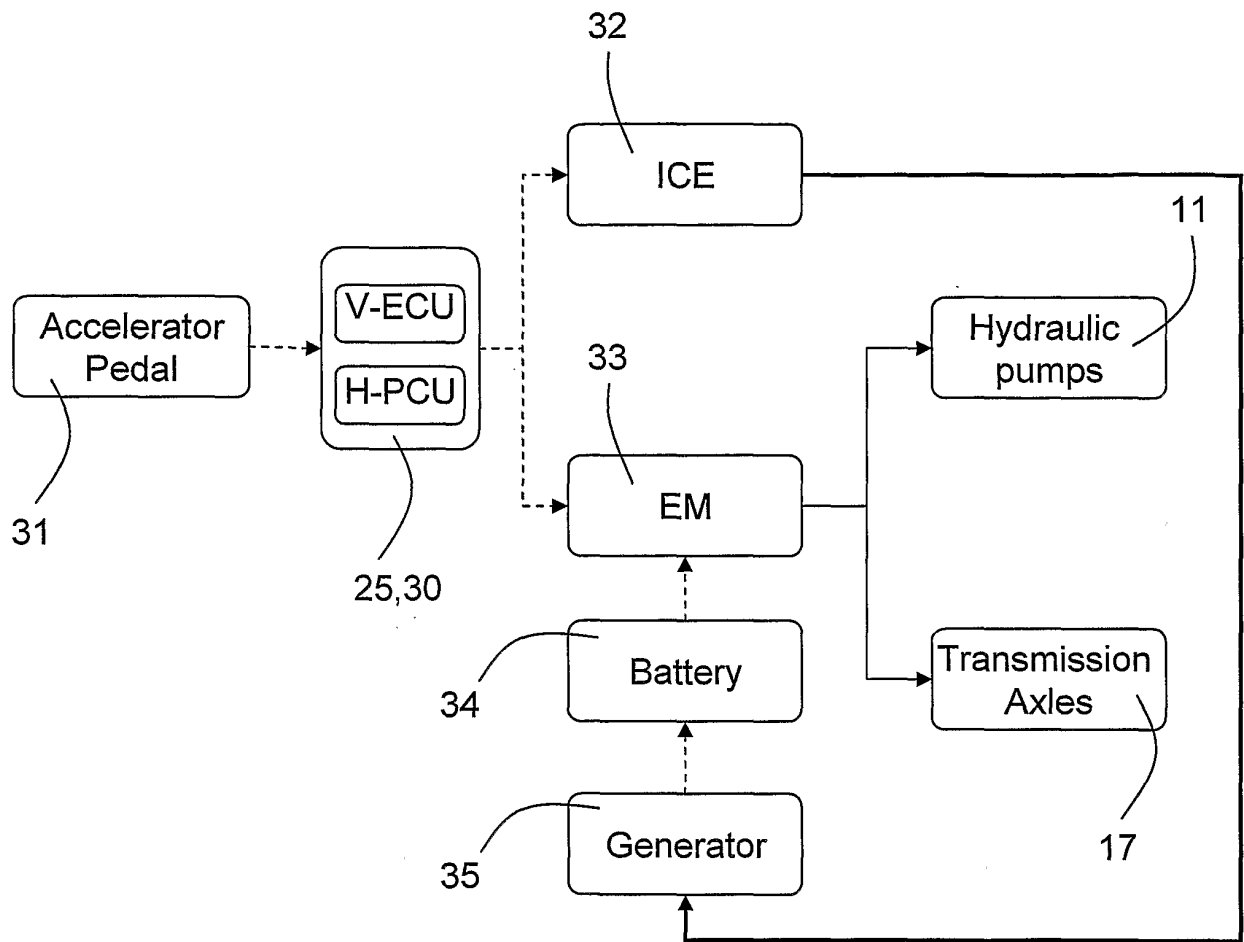 32
ICE
11
Accelerator
Pedal
V-ECU
H-PCU
Hydraulic
pumps
33
EM
31
25,30
34
Battery
Transmission
Axles
35
Generator
17